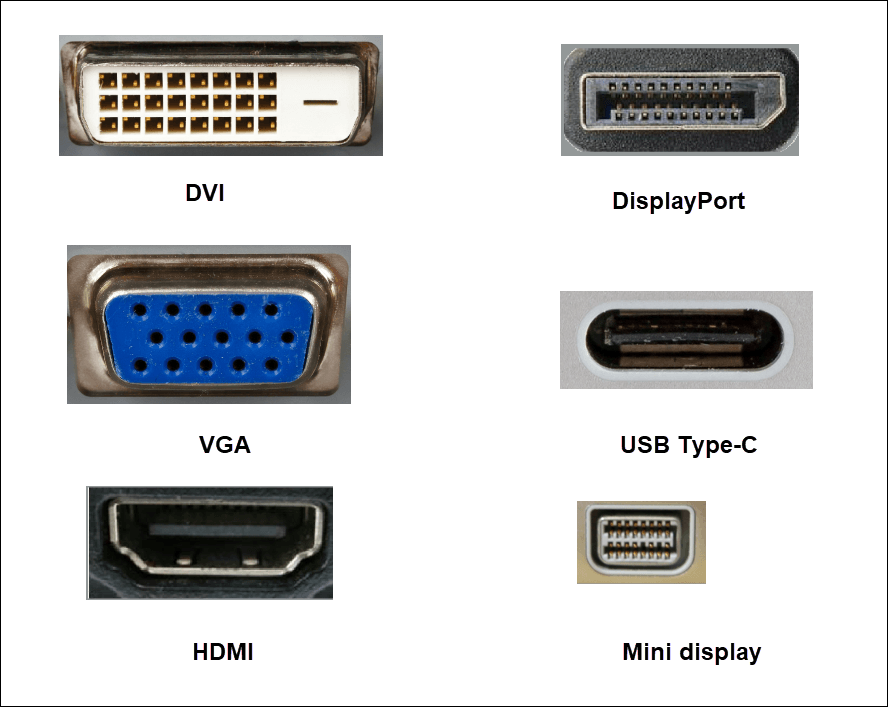 DVI
DisplayPort
VGA
USB Type-C
HDMI
Mini display